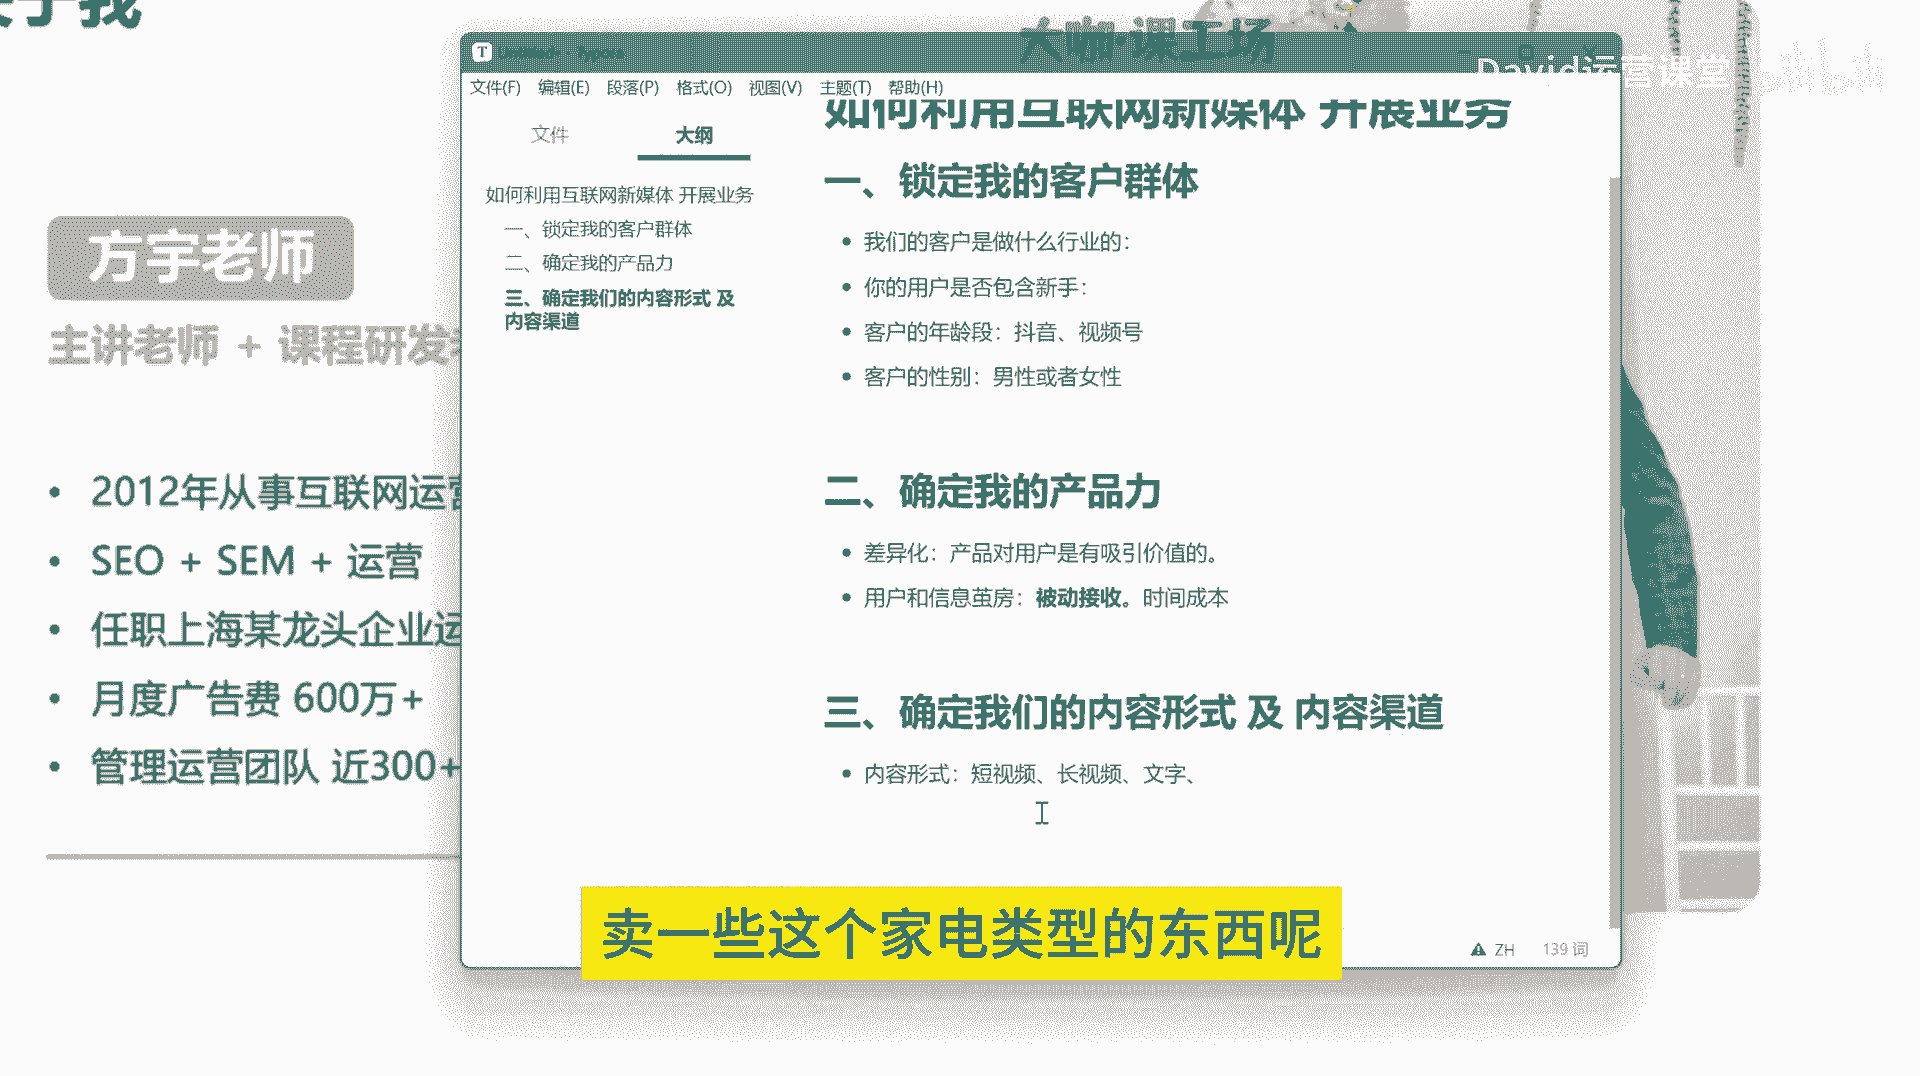 关于我
大咖·课工场
David运营课堂
bilibili
文件(F) 编辑(E) 段落(P) 格式(O) 视图(V) 主题(T) 帮助(H)
文件 大纲
如何利用互联网新媒体 开展业务
一、锁定我的客户群体
二、确定我的产品力
三、确定我们的内容形式 及
内容渠道
如何利用互联网新媒体 开展业务
一、锁定我的客户群体
• 我们的客户是做什么行业的：
• 你的用户是否包含新手：
• 客户的年龄段：抖音、视频号
• 客户的性别：男性或者女性
二、确定我的产品力
• 差异化：产品对用户是有吸引价值的。
• 用户和信息茧房：被动接收。时间成本
三、确定我们的内容形式 及 内容渠道
• 内容形式：短视频、长视频、文字、
ZH 139 词
方宇老师
主讲老师 + 课程研发
• 2012年从事互联网运营
• SEO + SEM + 运营
• 任职上海某龙头企业运
• 月度广告费 600万+
• 管理运营团队 近300+
卖一些这个家电类型的东西呢